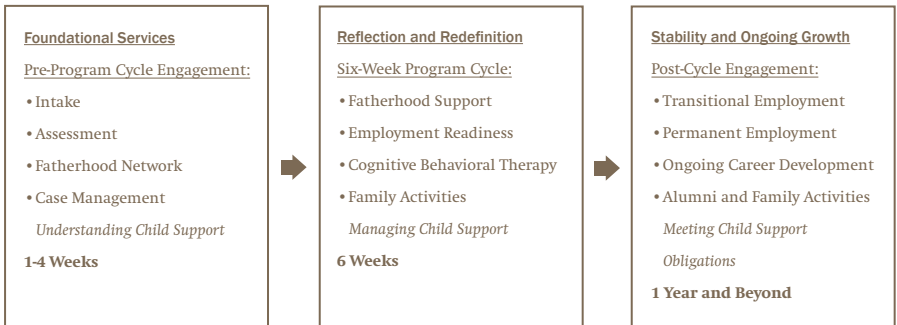 Foundational Services
Pre-Program Cycle Engagement:
•Intake
•Assessment
•Fatherhood Network
•Case Management
Understanding Child Support
1-4 Weeks
Reflection and Redefinition
Six-Week Program Cycle:
•Fatherhood Support
•Employment Readiness
•Cognitive Behavioral Therapy
•Family Activities
Managing Child Support
6 Weeks
Stability and Ongoing Growth
Post-Cycle Engagement:
•Transitional Employment
•Permanent Employment
•Ongoing Career Development
•Alumni and Family Activities
Meeting Child Support
Obligations
1 Year and Beyond